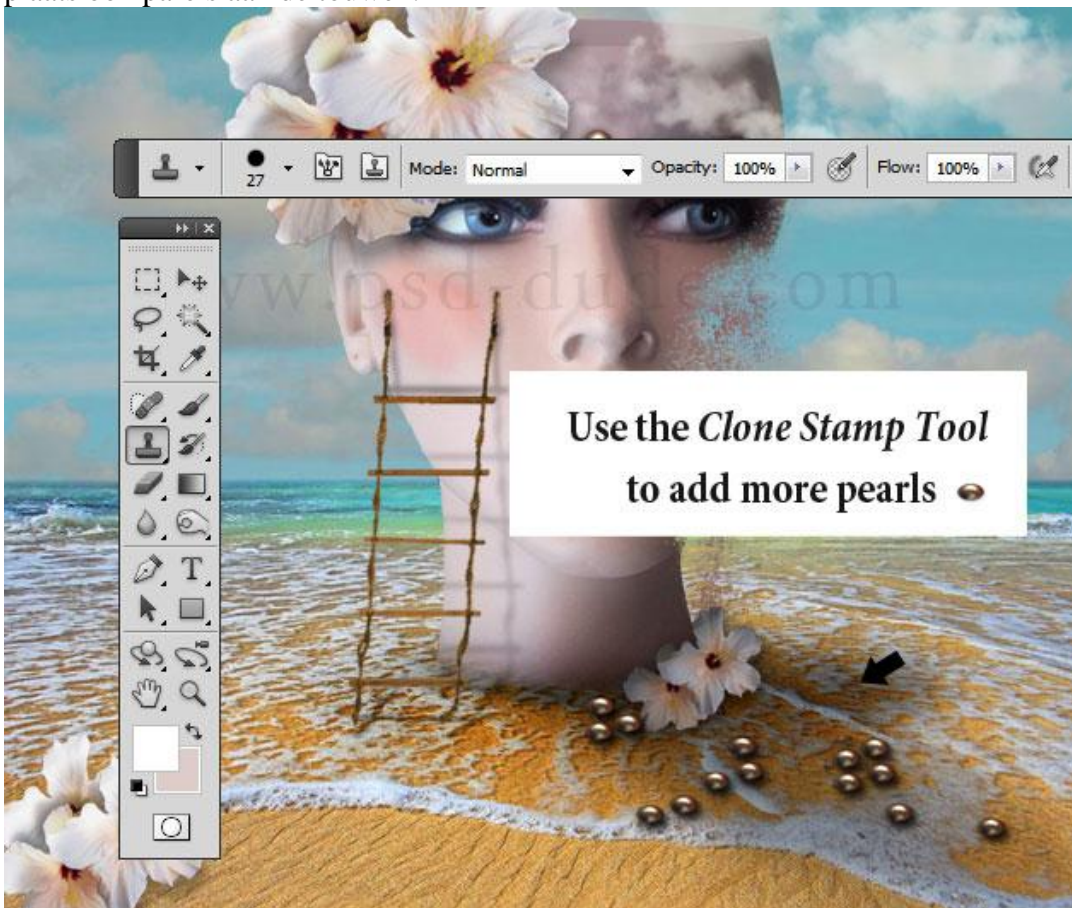 27 Mode: Normal Opacity: 100% Flow: 100%
www.psd-dude.com
Use the Clone Stamp Tool
to add more pearls
T